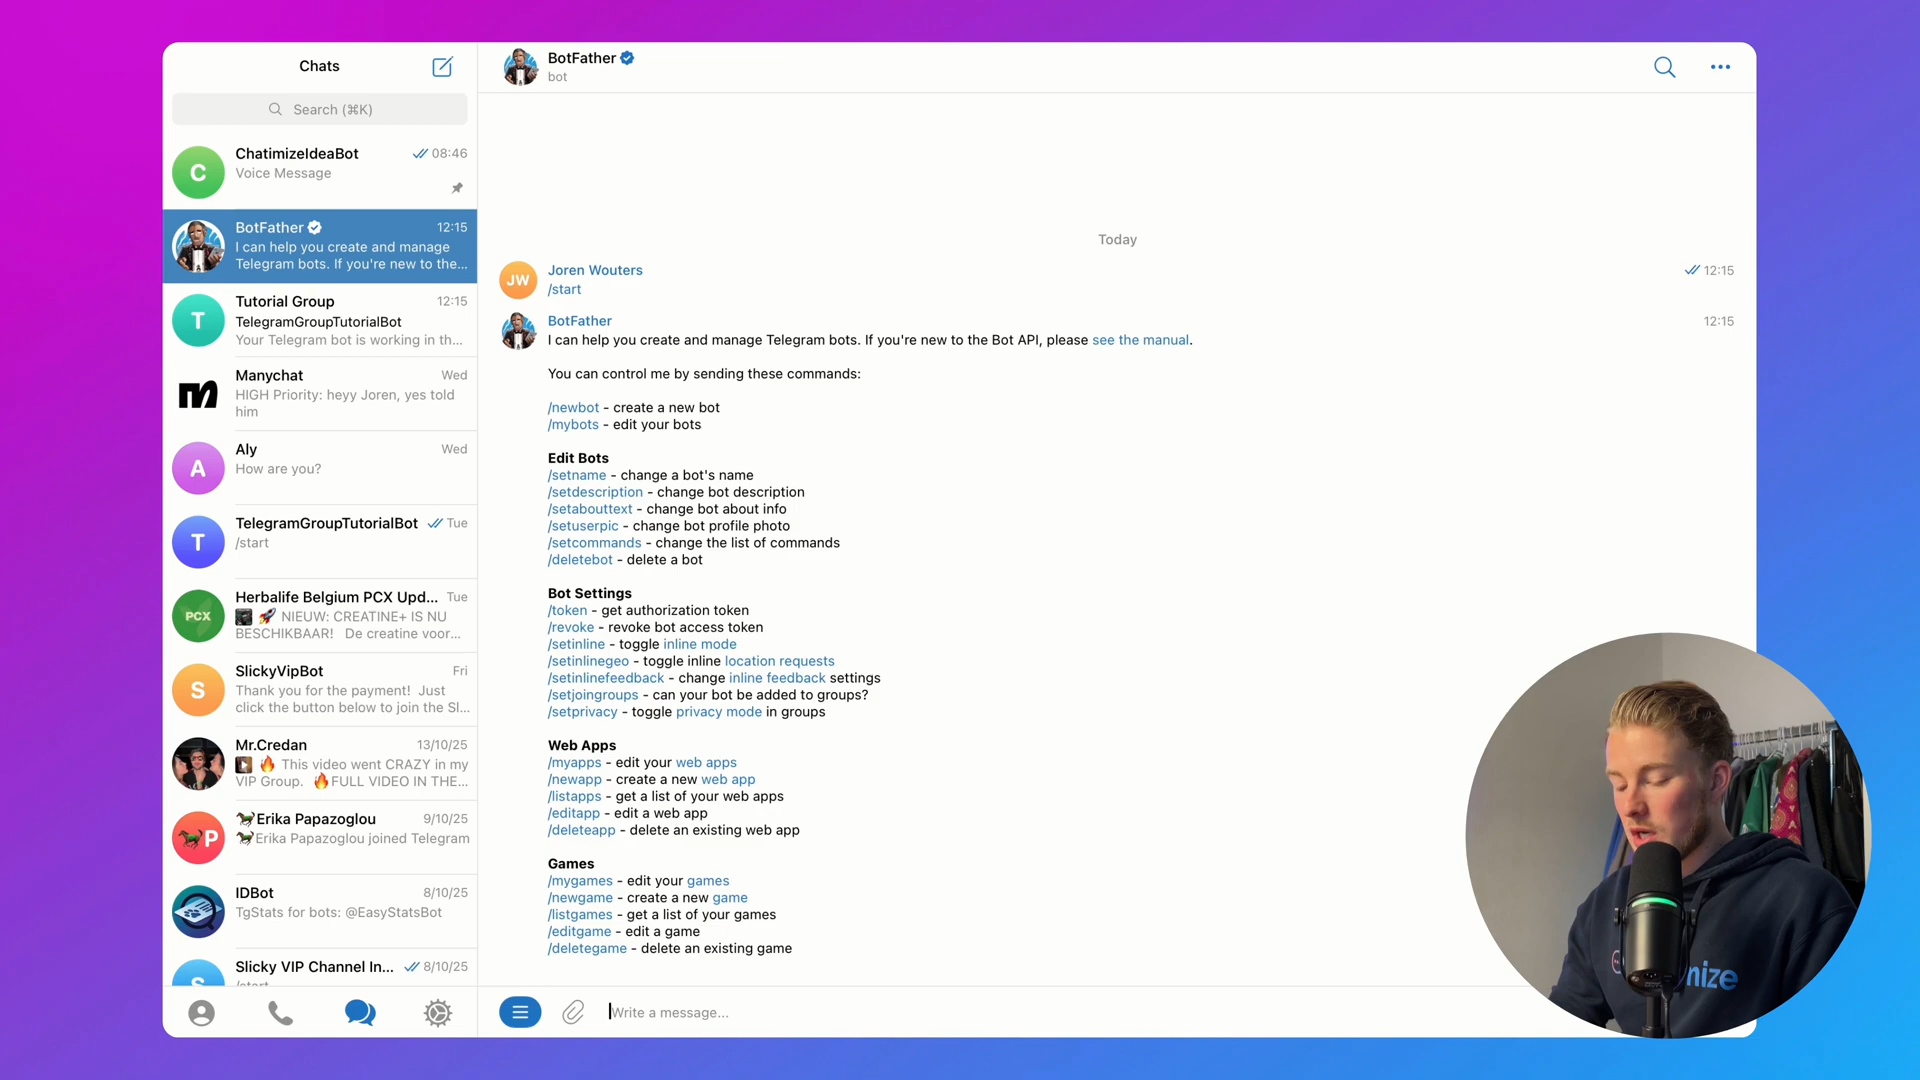 Chats
Search (⌘K)
C
ChatimizeIdeaBot
08:46
Voice Message
BotFather
12:15
I can help you create and manage
Telegram bots. If you're new to the...
T
Tutorial Group
12:15
TelegramGroupTutorialBot
Your Telegram bot is working in th...
m
Manychat
Wed
HIGH Priority: heyy Joren, yes told
him
A
Aly
Wed
How are you?
T
TelegramGroupTutorialBot
Tue
/start
PCX
Herbalife Belgium PCX Upd...
Tue
🚀 NIEUW: CREATINE+ IS NU
BESCHIKBAAR! De creatine voor...
S
SlickyVipBot
Fri
Thank you for the payment! Just
click the button below to join the Sl...
Mr.Credan
13/10/25
🔥 This video went CRAZY in my
VIP Group. 🔥FULL VIDEO IN THE...
🐎P
🐎Erika Papazoglou
9/10/25
🐎Erika Papazoglou joined Telegram
IDBot
8/10/25
TgStats for bots: @EasyStatsBot
S
Slicky VIP Channel In...
8/10/25
/start
BotFather
bot
Today
JW
Joren Wouters
12:15
/start
BotFather
12:15
I can help you create and manage Telegram bots. If you're new to the Bot API, please see the manual.
You can control me by sending these commands:
/newbot - create a new bot
/mybots - edit your bots
Edit Bots
/setname - change a bot's name
/setdescription - change bot description
/setabouttext - change bot about info
/setuserpic - change bot profile photo
/setcommands - change the list of commands
/deletebot - delete a bot
Bot Settings
/token - get authorization token
/revoke - revoke bot access token
/setinline - toggle inline mode
/setinlinegeo - toggle inline location requests
/setinlinefeedback - change inline feedback settings
/setjoingroups - can your bot be added to groups?
/setprivacy - toggle privacy mode in groups
Web Apps
/myapps - edit your web apps
/newapp - create a new web app
/listapps - get a list of your web apps
/editapp - edit a web app
/deleteapp - delete an existing web app
Games
/mygames - edit your games
/newgame - create a new game
/listgames - get a list of your games
/editgame - edit a game
/deletegame - delete an existing game
Write a message...